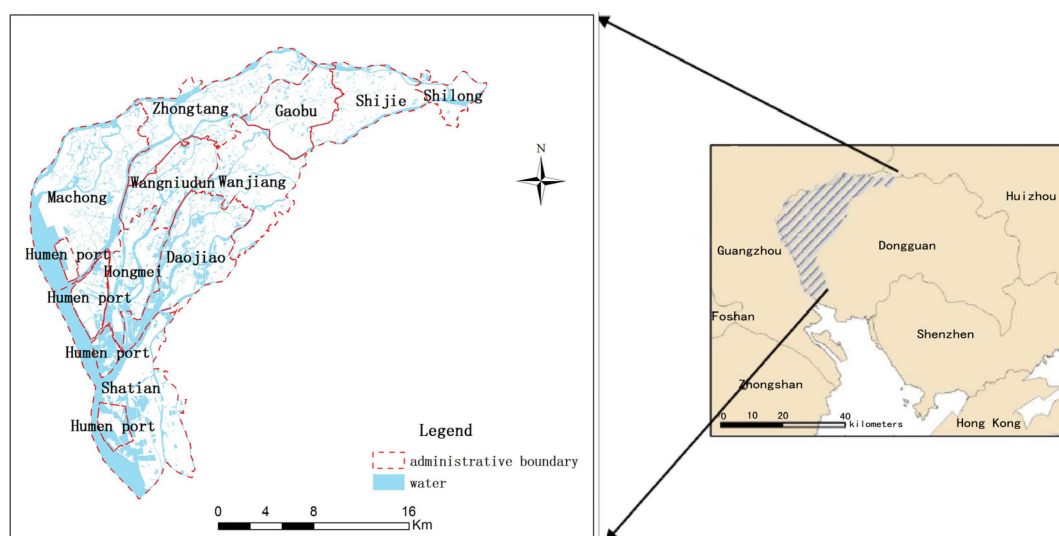 Shilong
Shijie
Zhongtang
Gaobu
N
Wangniudun
Wanjiang
Machong
Humen port
Hongmei
Daojiao
Humen port
Humen port
Shatian
Humen port
Legend
administrative boundary
water
0 4 8 16
Km
Huizhou
Guangzhou
Dongguan
Foshan
Shenzhen
Zhongshan
0 10 20 40
kilometers
Hong Kong